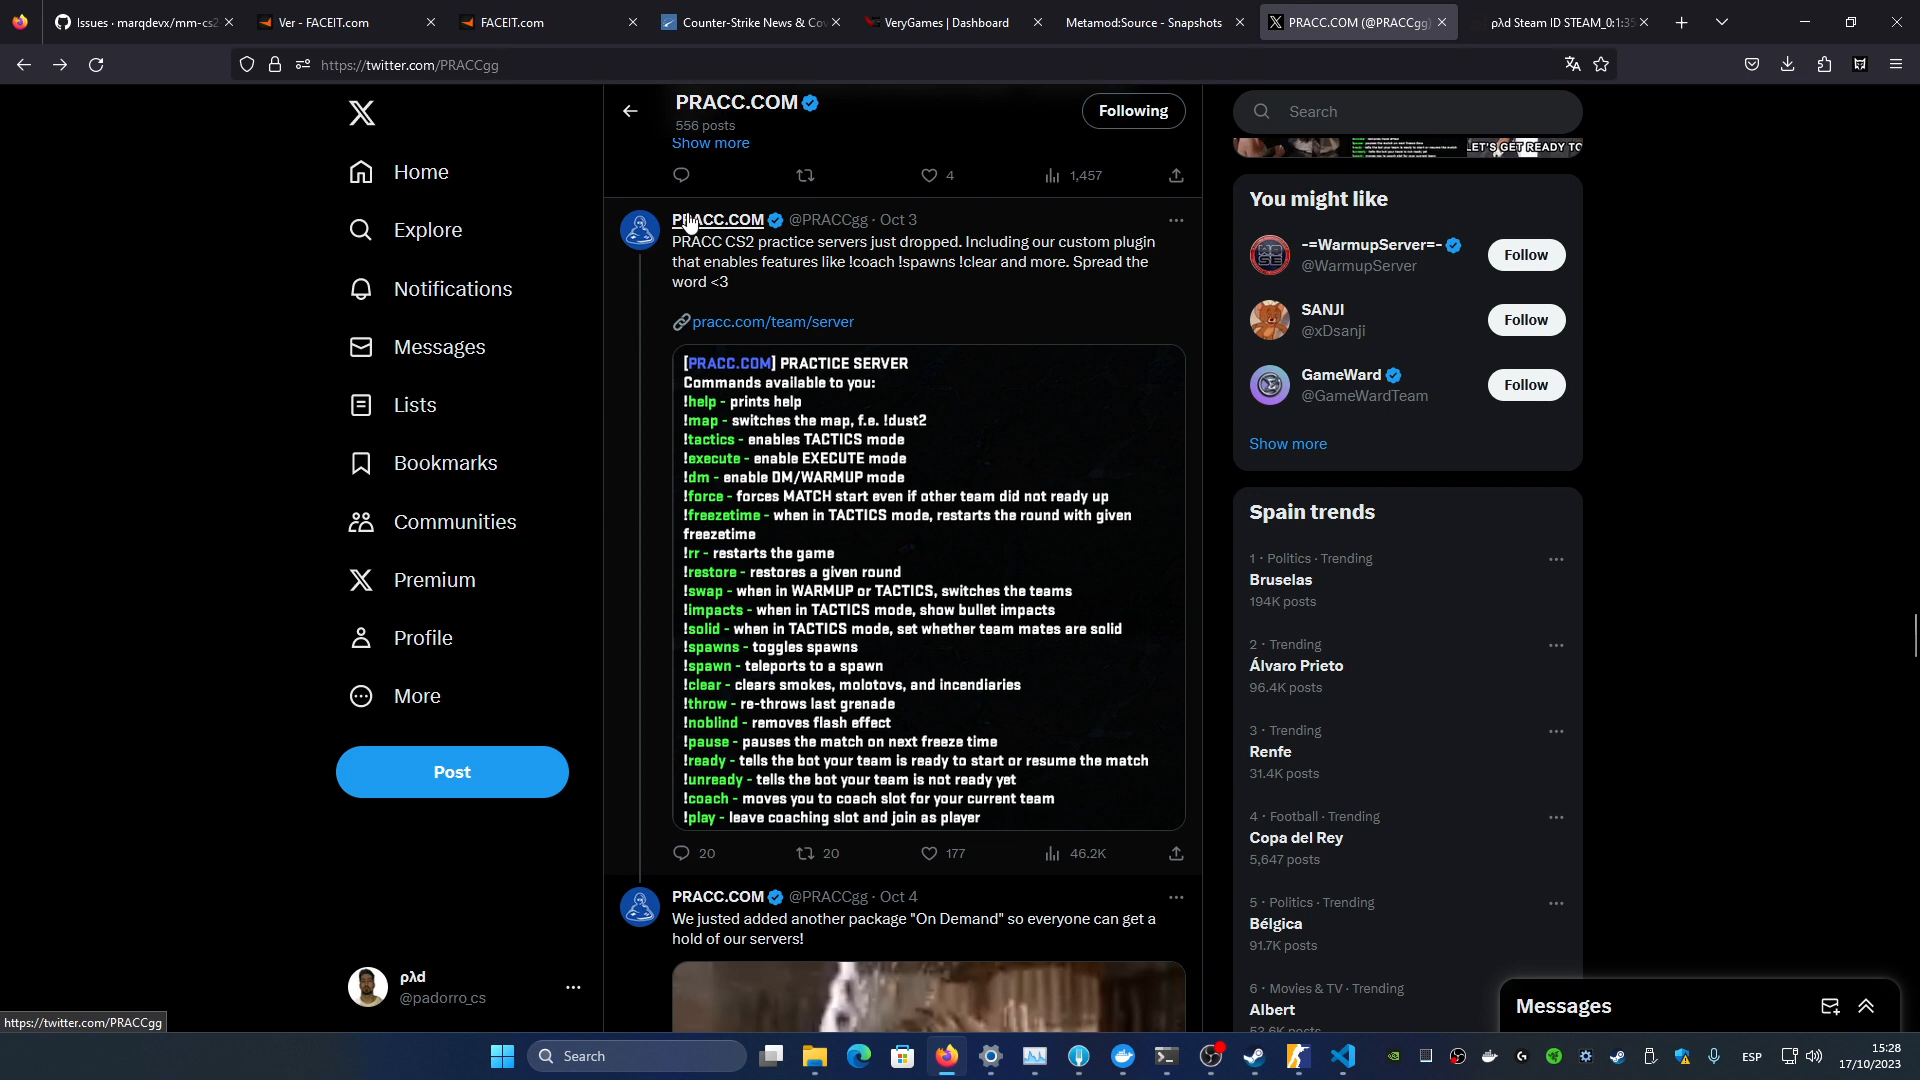 Issues · marqdevx/mm-cs2
Ver - FACEIT.com
FACEIT.com
Counter-Strike News & Cov
VeryGames | Dashboard
Metamod:Source - Snapshots
PRACC.COM (@PRACCgg)
ρλd Steam ID STEAM_0:1:35
https://twitter.com/PRACCgg
Home
Explore
Notifications
Messages
Lists
Bookmarks
Communities
Premium
Profile
More
Post
ρλd
@padorro_cs
https://twitter.com/PRACCgg
PRACC.COM
556 posts
Following
Show more
4
1,457
PRACC.COM @PRACCgg · Oct 3
PRACC CS2 practice servers just dropped. Including our custom plugin
that enables features like !coach !spawns !clear and more. Spread the
word <3
pracc.com/team/server
[PRACC.COM] PRACTICE SERVER
Commands available to you:
!help - prints help
!map - switches the map, f.e. !dust2
!tactics - enables TACTICS mode
!execute - enable EXECUTE mode
!dm - enable DM/WARMUP mode
!force - forces MATCH start even if other team did not ready up
!freezetime - when in TACTICS mode, restarts the round with given
freezetime
!rr - restarts the game
!restore - restores a given round
!swap - when in WARMUP or TACTICS, switches the teams
!impacts - when in TACTICS mode, show bullet impacts
!solid - when in TACTICS mode, set whether team mates are solid
!spawns - toggles spawns
!spawn - teleports to a spawn
!clear - clears smokes, molotovs, and incendiaries
!throw - re-throws last grenade
!noblind - removes flash effect
!pause - pauses the match on next freeze time
!ready - tells the bot your team is ready to start or resume the match
!unready - tells the bot your team is not ready yet
!coach - moves you to coach slot for your current team
!play - leave coaching slot and join as player
20
20
177
46.2K
PRACC.COM @PRACCgg · Oct 4
We justed added another package "On Demand" so everyone can get a
hold of our servers!
Search
LET'S GET READY TO
You might like
-=WarmupServer=-
@WarmupServer
Follow
SANJI
@xDsanji
Follow
GameWard
@GameWardTeam
Follow
Show more
Spain trends
1 · Politics · Trending
Bruselas
194K posts
2 · Trending
Álvaro Prieto
96.4K posts
3 · Trending
Renfe
31.4K posts
4 · Football · Trending
Copa del Rey
5,647 posts
5 · Politics · Trending
Bélgica
91.7K posts
6 · Movies & TV · Trending
Albert
53.6K posts
Messages
Search
ESP
15:28
17/10/2023